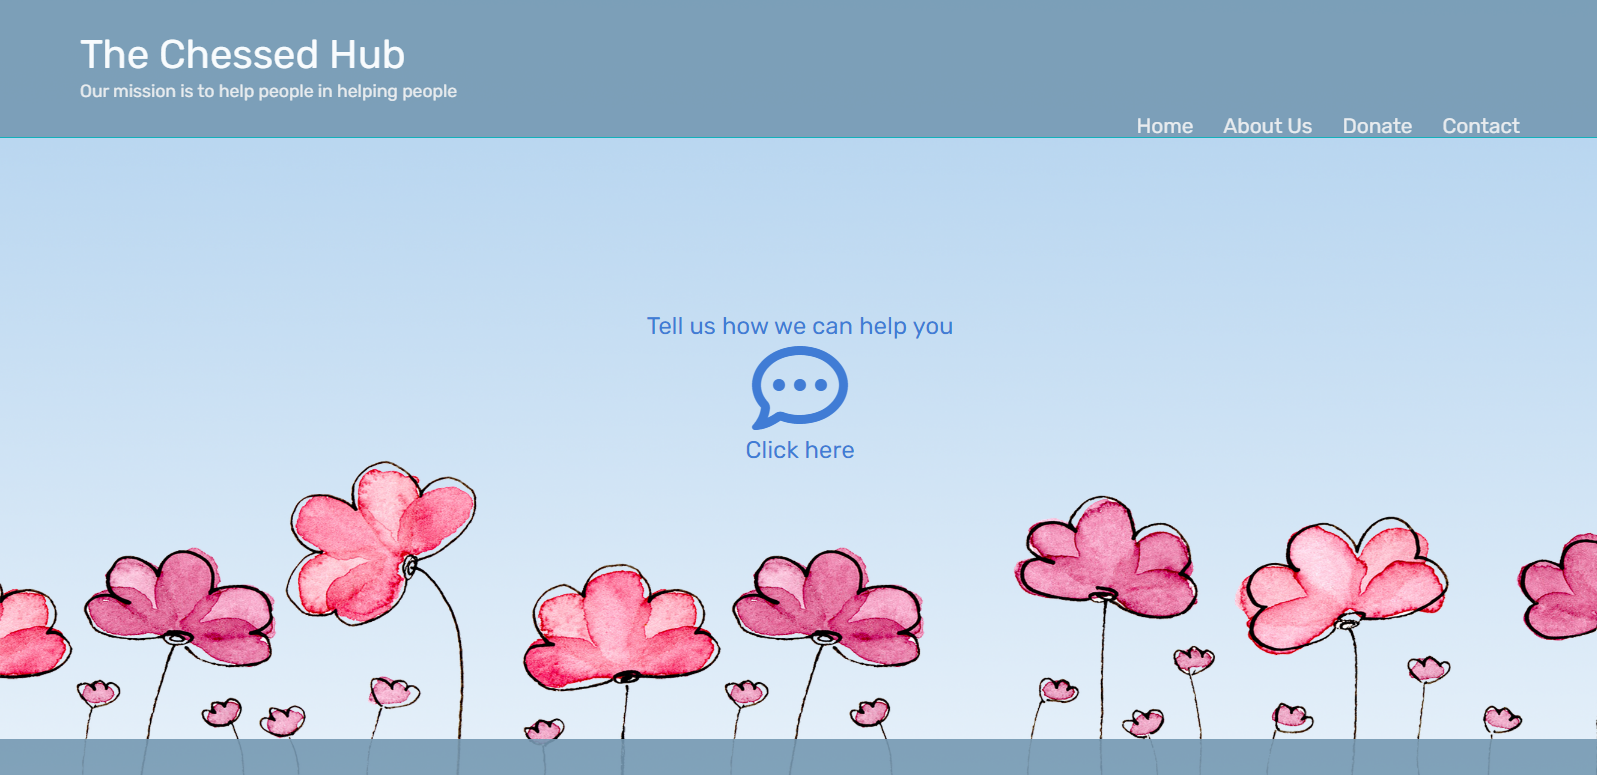 The Chessed Hub
Our mission is to help people in helping people
Home About Us Donate Contact
Tell us how we can help you
Click here